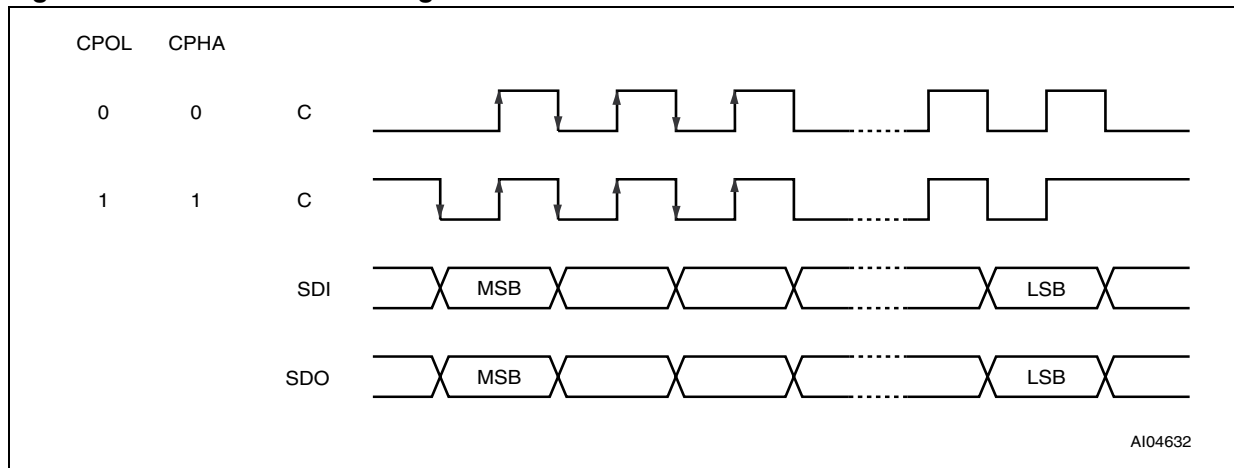 CPOL CPHA
0 0 C
1 1 C
SDI MSB LSB
SDO MSB LSB
AI04632